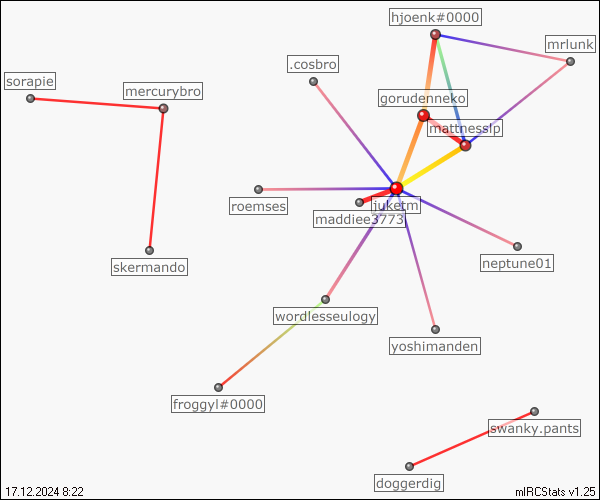 hjoenk#0000
mrlunk
.cosbro
sorapie
mercurybro
gorudenneko
mattnesslp
roemses
juketm
maddiee3773
neptune01
skermando
wordlesseulogy
yoshimanden
froggyl#0000
swanky.pants
doggerdig
17.12.2024 8:22
mIRCStats v1.25